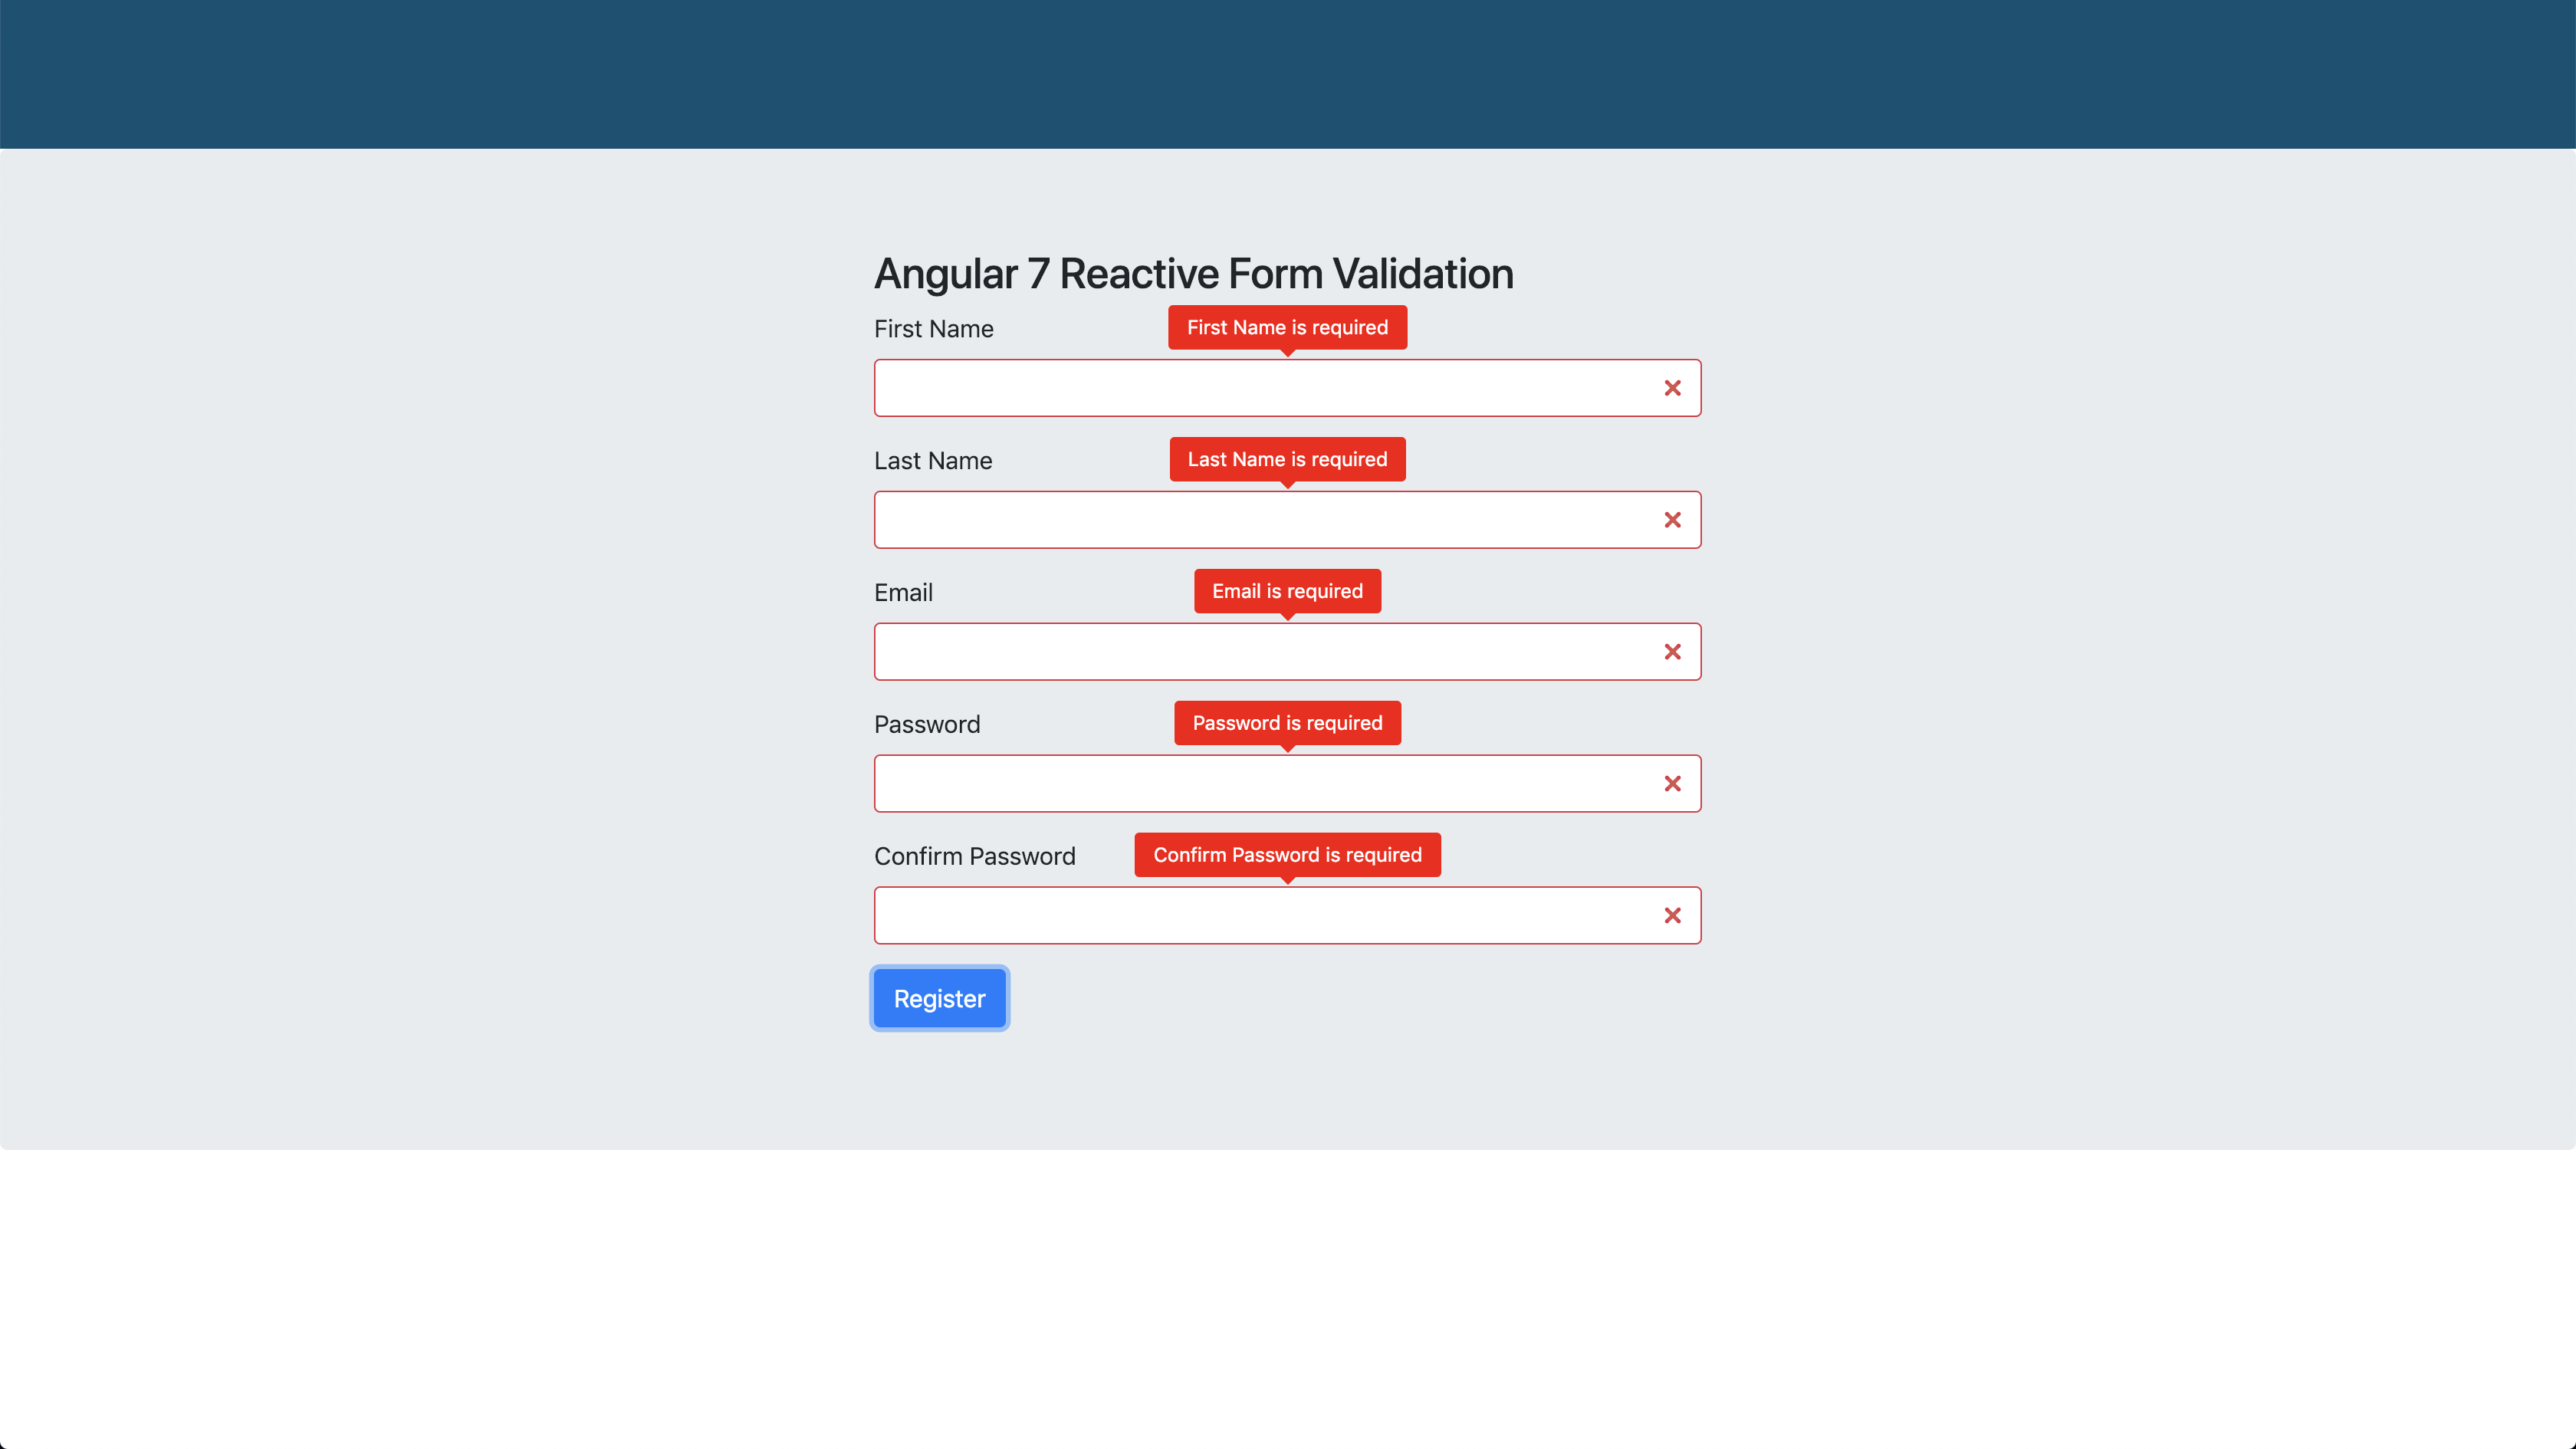 Angular 7 Reactive Form Validation
First Name
First Name is required
Last Name
Last Name is required
Email
Email is required
Password
Password is required
Confirm Password
Confirm Password is required
Register